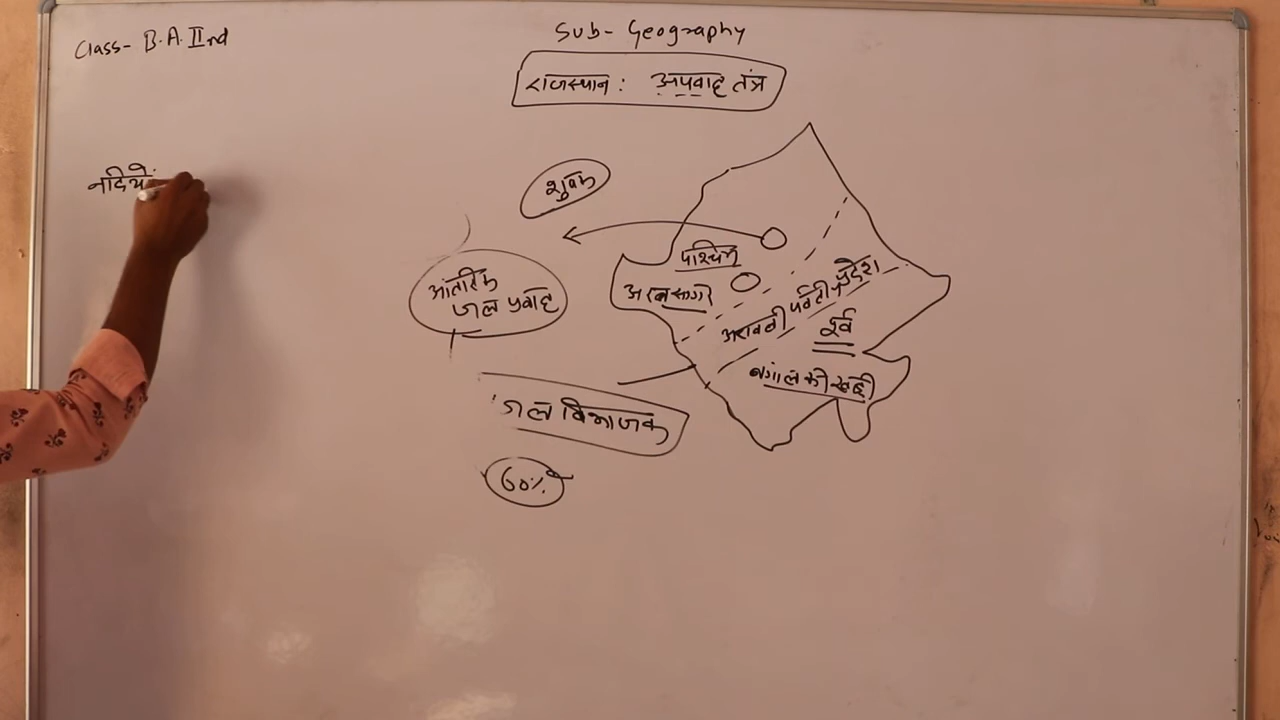 Class- B.A. IInd
Sub- Geography
राजस्थान : अपवाह तंत्र
नदियो
शुष्क
पश्चिम
अरब सागर
आंतरिक
जल प्रवाह
अरावली पर्वती प्रदेश
पूर्व
बंगाल की खाड़ी
जल विभाजक
60%